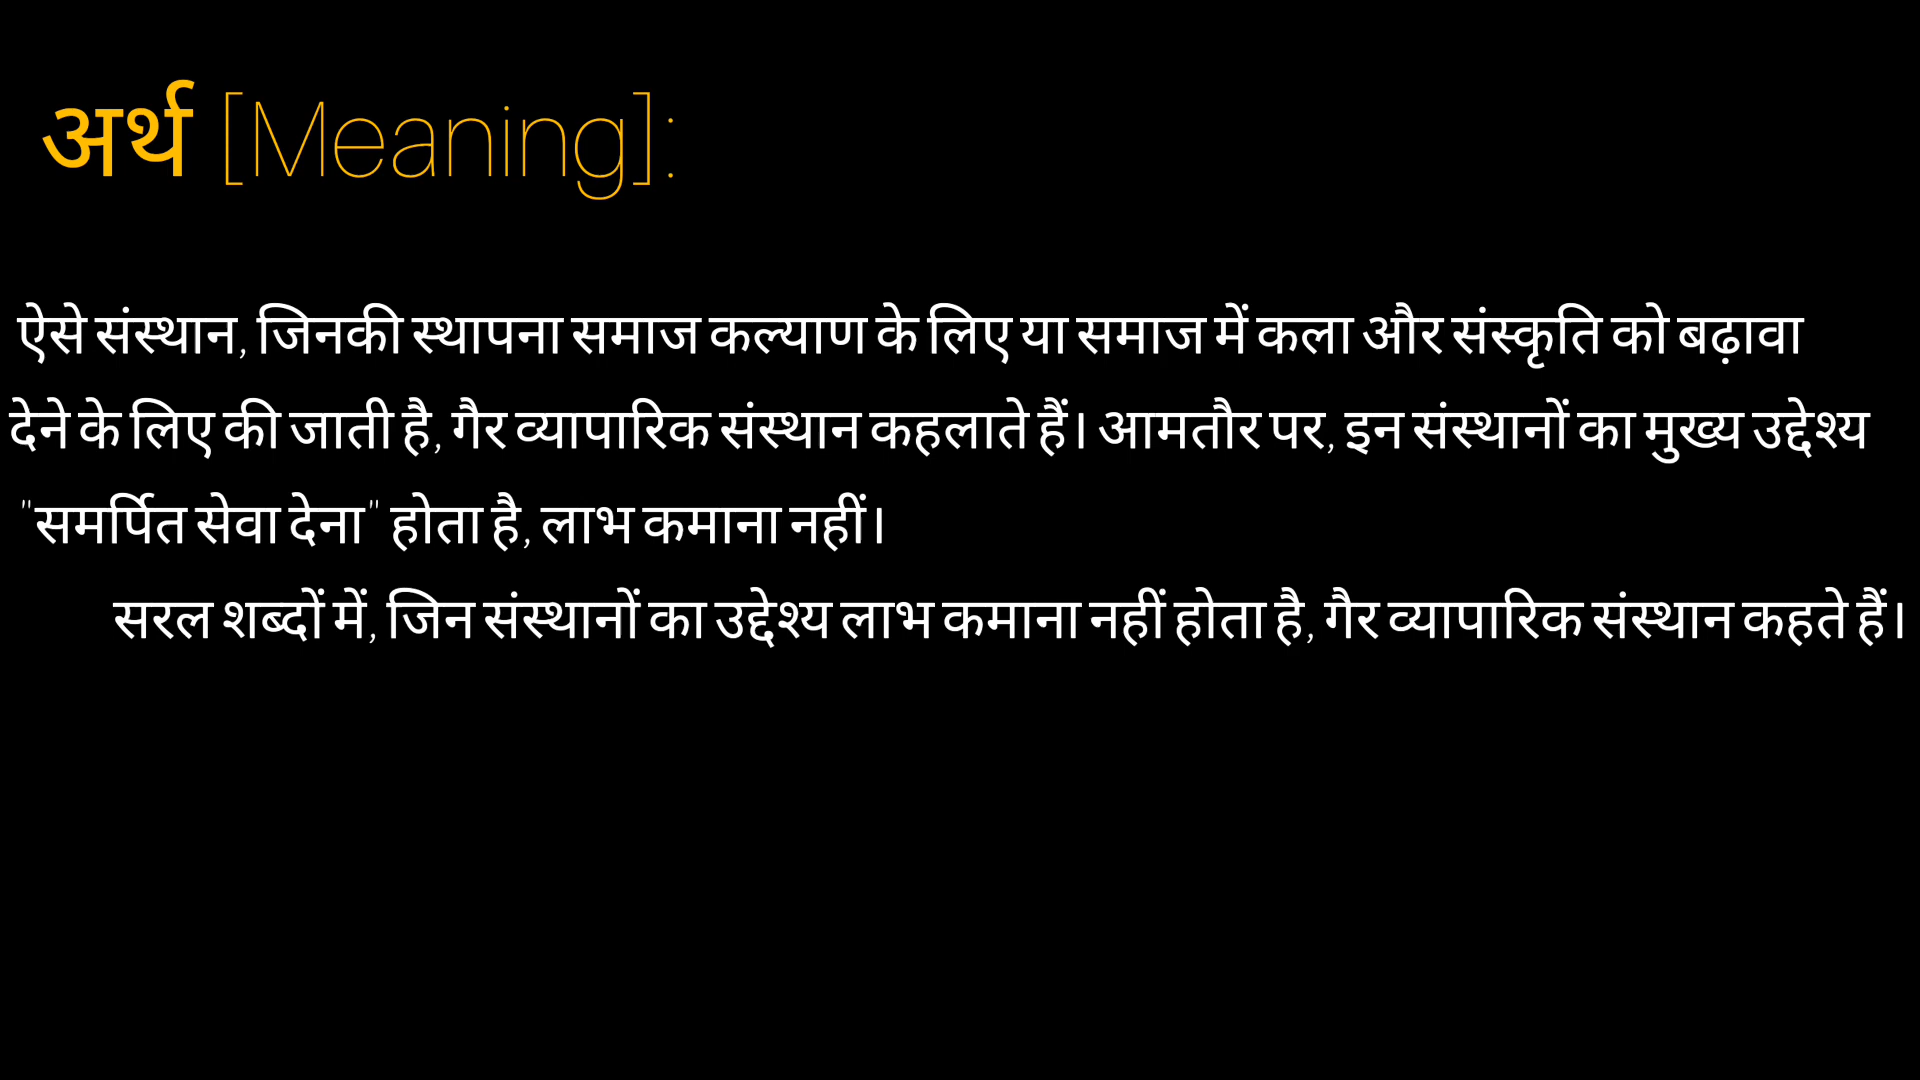 अर्थ [Meaning]:
ऐसे संस्थान, जिनकी स्थापना समाज कल्याण के लिए या समाज में कला और संस्कृति को बढ़ावा
देने के लिए की जाती है, गैर व्यापारिक संस्थान कहलाते हैं। आमतौर पर, इन संस्थानों का मुख्य उद्देश्य
"समर्पित सेवा देना" होता है, लाभ कमाना नहीं।
सरल शब्दों में, जिन संस्थानों का उद्देश्य लाभ कमाना नहीं होता है, गैर व्यापारिक संस्थान कहते हैं।